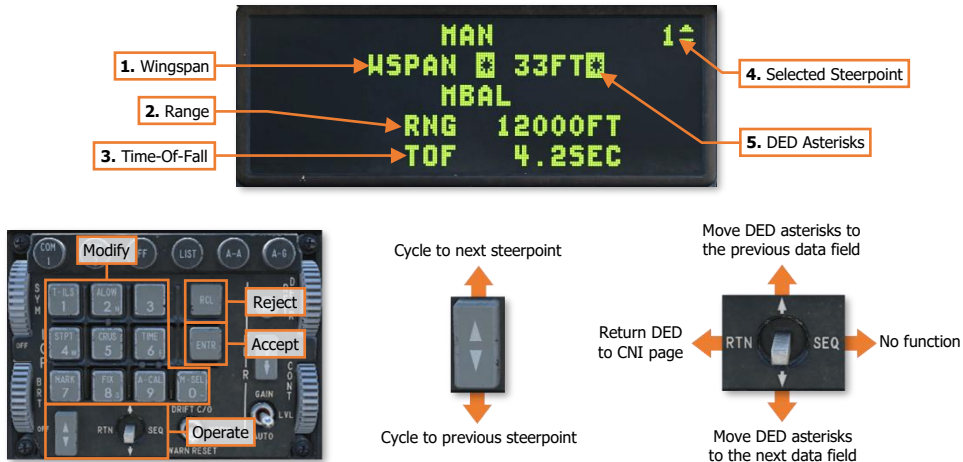 MAN 1
WSPAN * 33FT*
MBAL
RNG 12000FT
TOF 4.2SEC
1. Wingspan
2. Range
3. Time-Of-Fall
4. Selected Steerpoint
5. DED Asterisks
COM
1
FF
LIST
A-A
A-G
Modify
T-ILS
1
ALOW
2 N
3
RCL
Reject
STPT
4 W
CRUS
5
TIME
6 E
ENTR
Accept
MARK
7
FIX
8 S
A-CAL
9
M-SEL
0 -
SYM
OFF
BRT
CONT
GAIN
LVL
AUTO
DRIFT C/O
RTN
SEQ
Operate
WARN RESET
Cycle to next steerpoint
Cycle to previous steerpoint
Move DED asterisks to
the previous data field
Return DED
to CNI page
RTN
SEQ
No function
Move DED asterisks
to the next data field